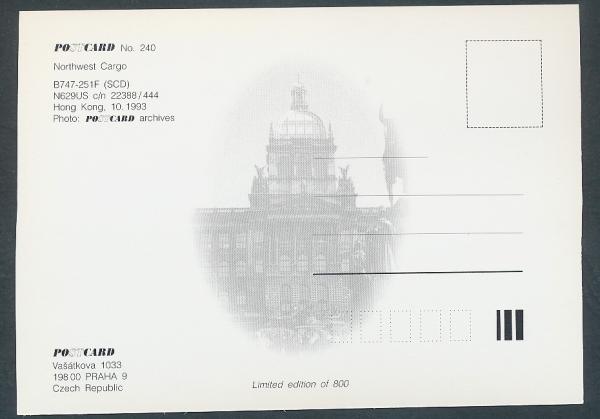 POSTCARD No. 240
Northwest Cargo
B747-251F (SCD)
N629US c/n 22388/444
Hong Kong, 10. 1993
Photo: POSTCARD archives
POSTCARD
Vašátkova 1033
198 00 PRAHA 9
Czech Republic
Limited edition of 800